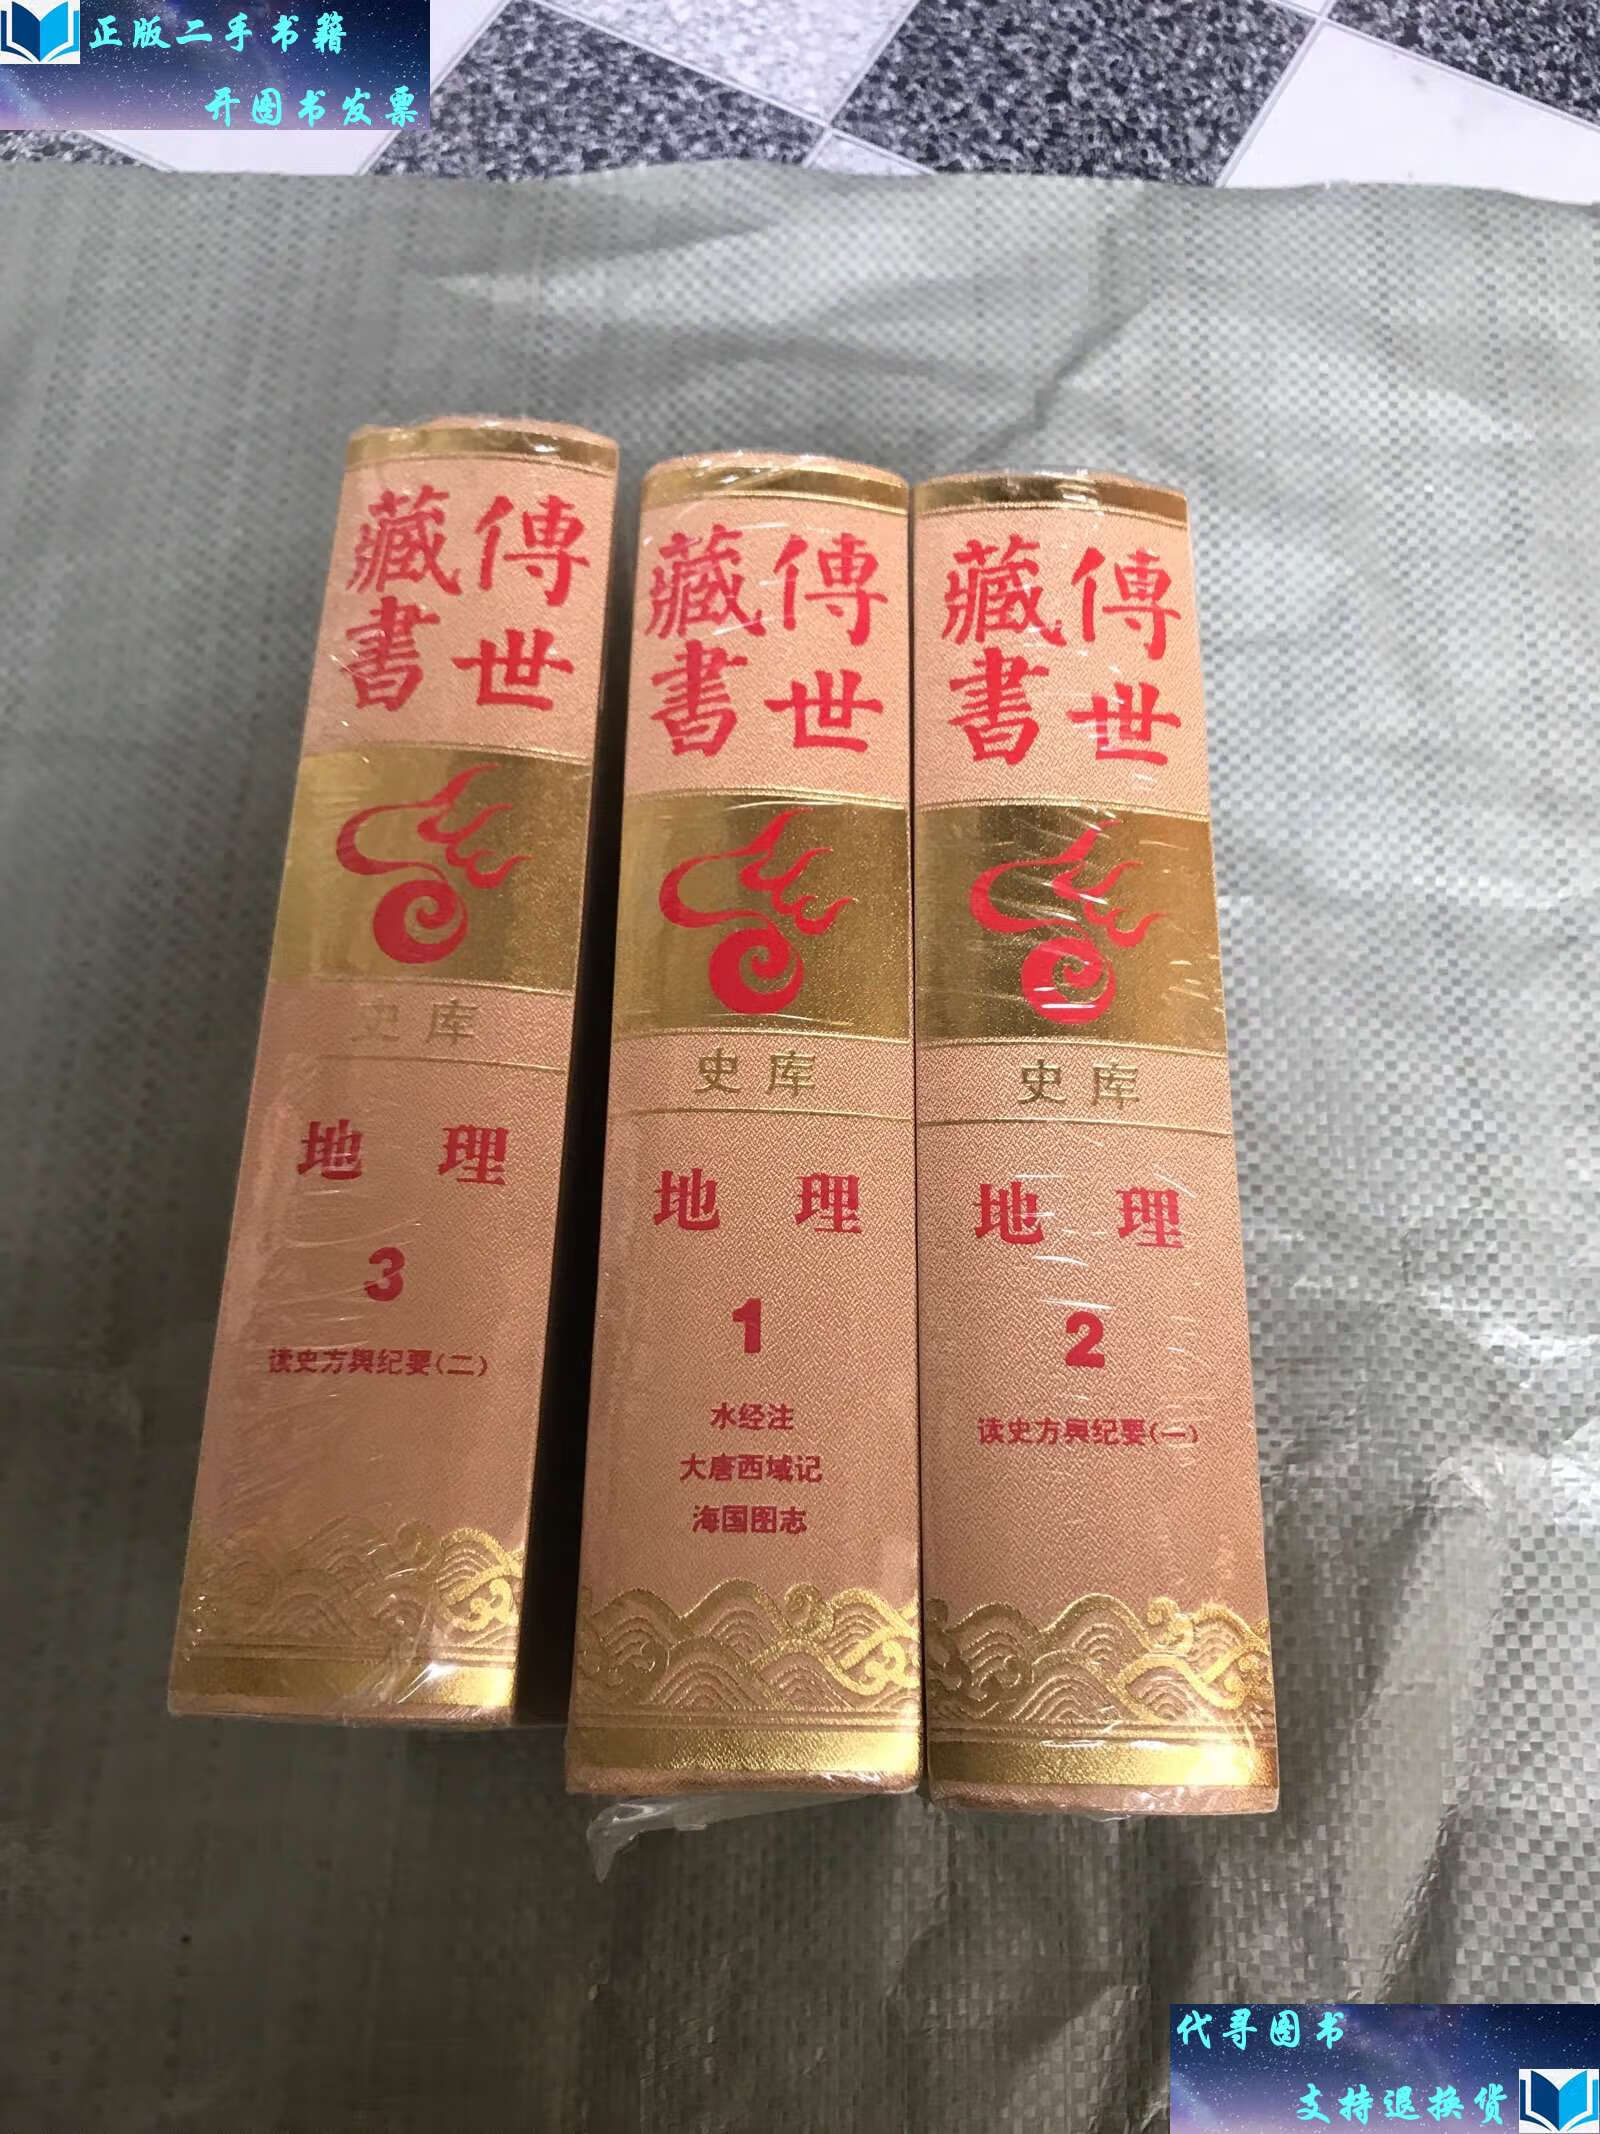 正版二手书籍
开图书发票
傳世
藏書
史库
地理
3
读史方舆纪要(二)
傳世
藏書
史库
地理
1
水经注
大唐西域记
海国图志
傳世
藏書
史库
地理
2
读史方舆纪要(一)
代寻图书
支持退换货